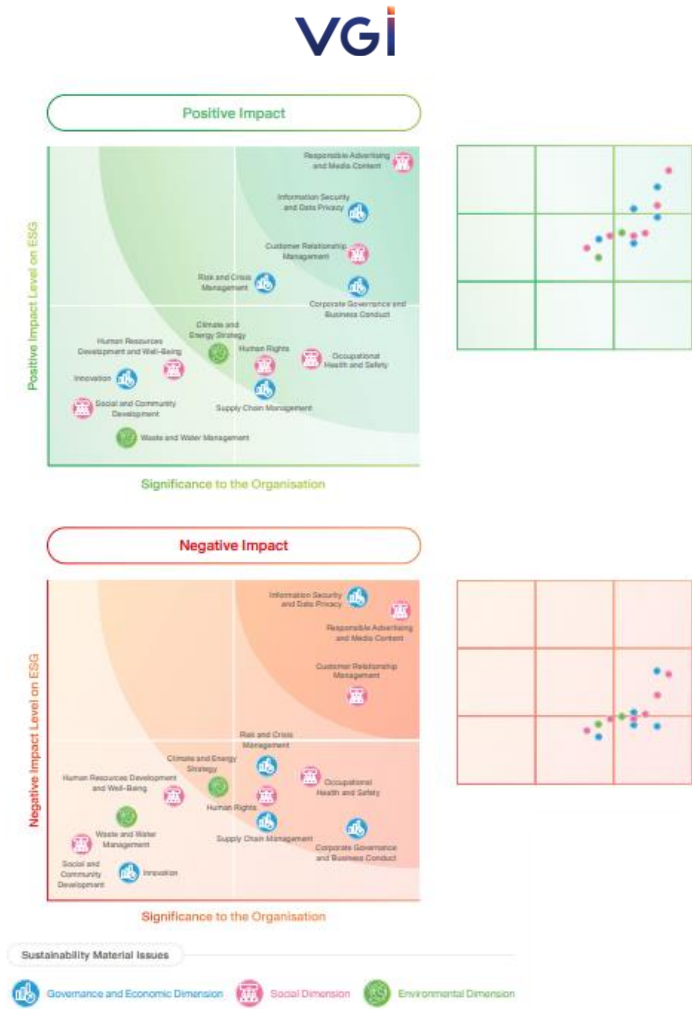 VGI
Positive Impact
Responsible Advertising
and Media Content
Information Security
and Data Privacy
Customer Relationship
Management
Risk and Crisis
Management
Corporate Governance and
Business Conduct
Climate and
Energy Strategy
Human Resources
Development and Well-Being
Human Rights
Occupational
Health and Safety
Innovation
Social and Community
Development
Supply Chain Management
Waste and Water Management
Positive Impact Level on ESG
Significance to the Organisation
Negative Impact
Information Security
and Data Privacy
Responsible Advertising
and Media Content
Customer Relationship
Management
Risk and Crisis
Management
Climate and Energy
Strategy
Human Resources Development
and Well-Being
Occupational
Health and Safety
Human Rights
Waste and Water
Management
Supply Chain Management
Corporate Governance
and Business Conduct
Social and
Community
Development
Innovation
Negative Impact Level on ESG
Significance to the Organisation
Sustainability Material Issues
Governance and Economic Dimension
Social Dimension
Environmental Dimension